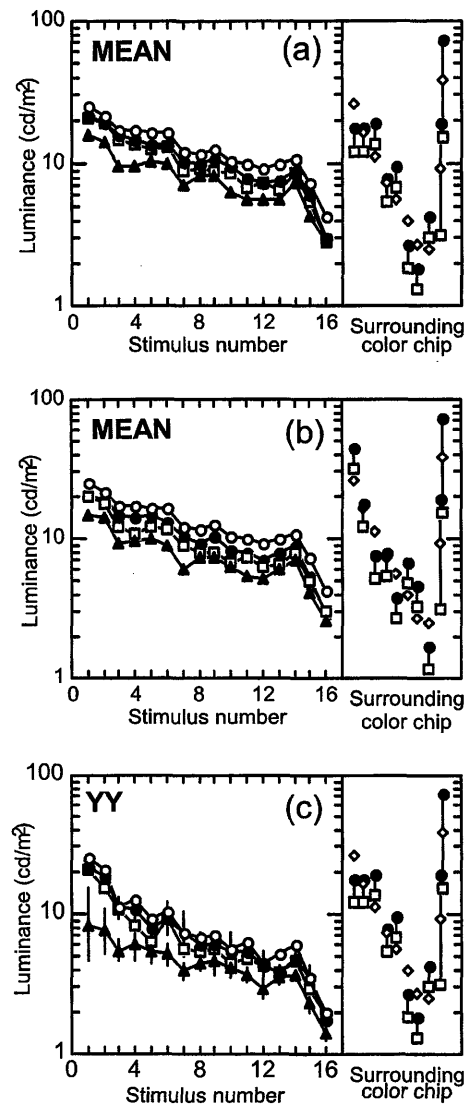 100
MEAN (a)
Luminance (cd/m²)
10
1
0 4 8 12 16
Stimulus number
Surrounding
color chip
100
MEAN (b)
Luminance (cd/m²)
10
1
0 4 8 12 16
Stimulus number
Surrounding
color chip
100
YY (c)
Luminance (cd/m²)
10
1
0 4 8 12 16
Stimulus number
Surrounding
color chip